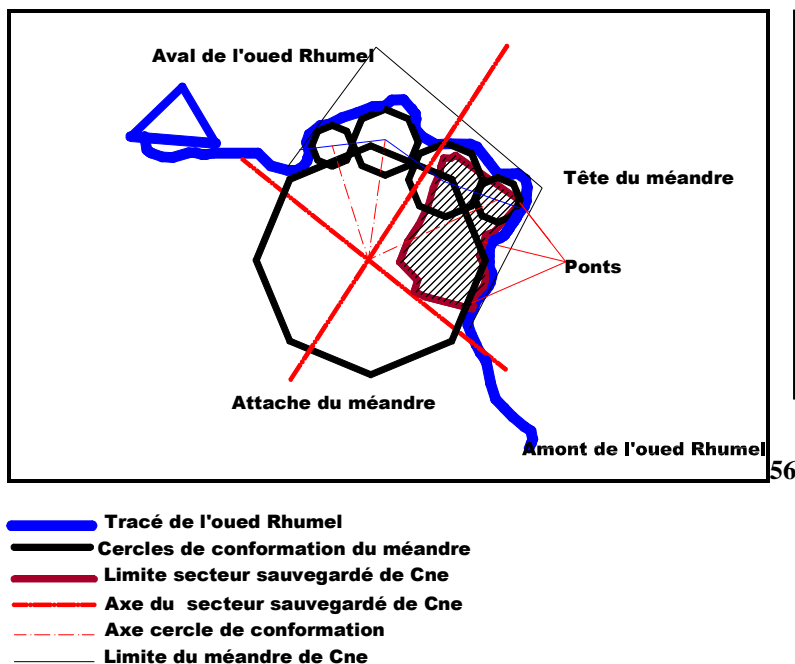 Aval de l'oued Rhumel
Tête du méandre
Ponts
Attache du méandre
Amont de l'oued Rhumel
56
Tracé de l'oued Rhumel
Cercles de conformation du méandre
Limite secteur sauvegardé de Cne
Axe du secteur sauvegardé de Cne
Axe cercle de conformation
Limite du méandre de Cne